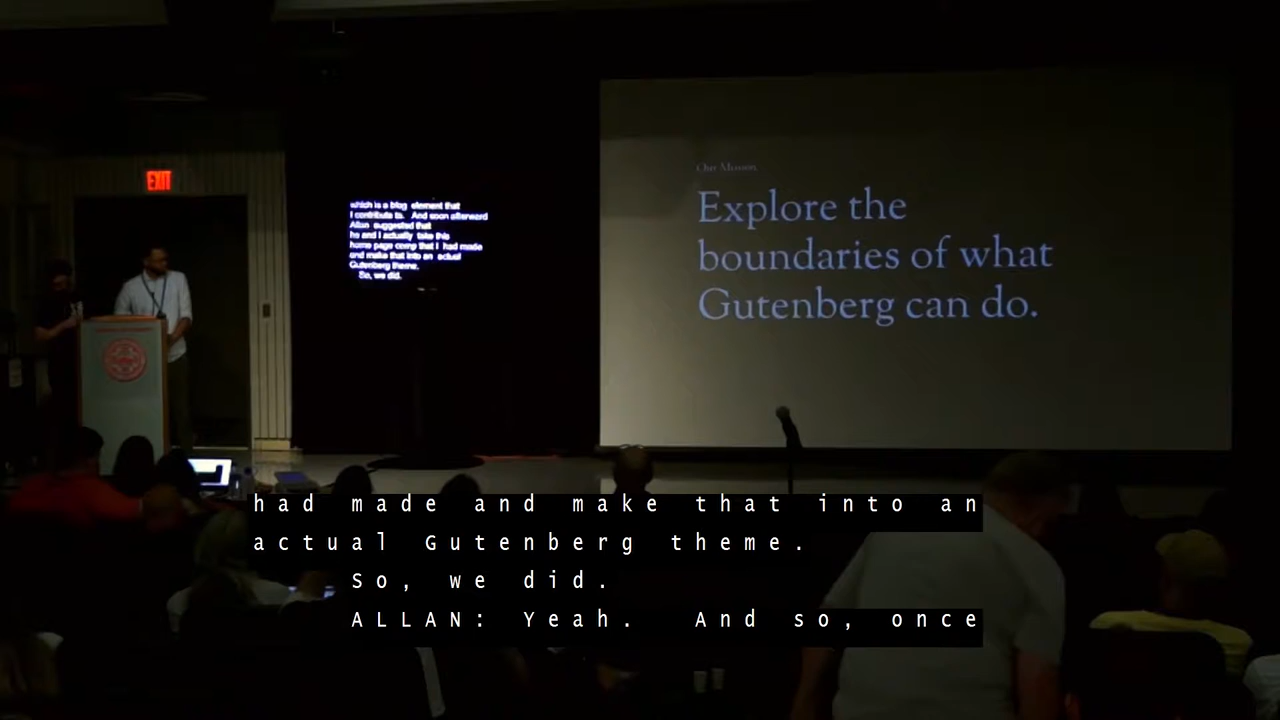 EXIT
which is a blog element that
I contribute to. And soon afterward
Allan suggested that
he and I actually take this
home page comp that I had made
and make that into an actual
Gutenberg theme.
So, we did.
Our Mission
Explore the
boundaries of what
Gutenberg can do.
had made and make that into an
actual Gutenberg theme.
So, we did.
ALLAN: Yeah. And so, once